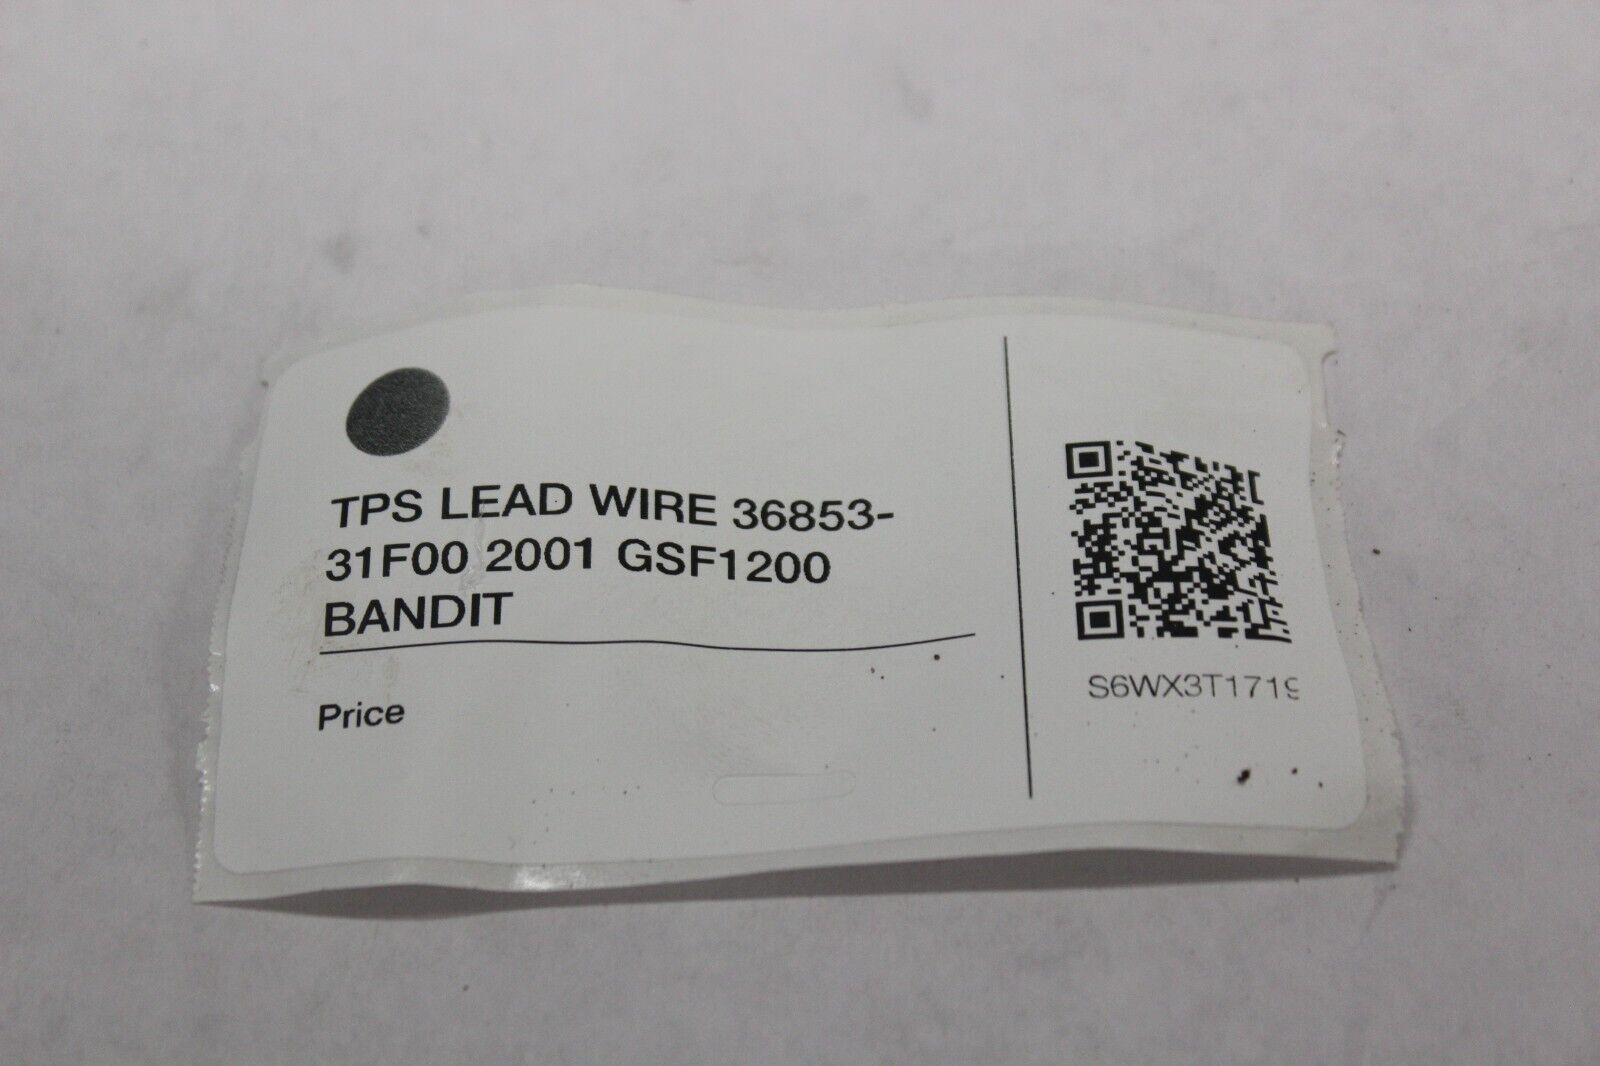 TPS LEAD WIRE 36853-
31F00 2001 GSF1200
BANDIT
Price
S6WX3T1719